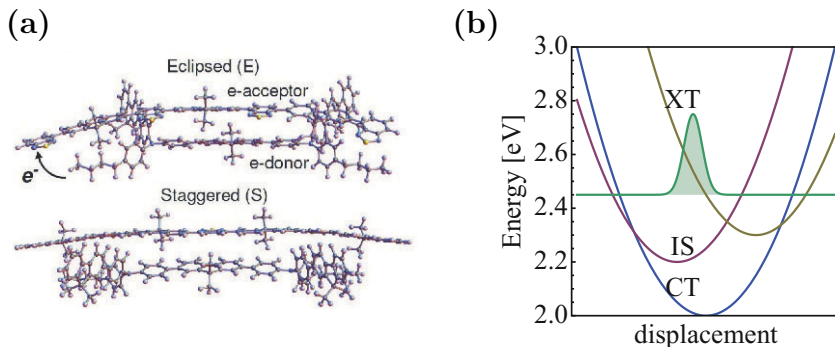 (a)
Eclipsed (E)
e-acceptor
e-donor
e-
Staggered (S)
(b)
3.0
2.8
2.6
2.4
2.2
2.0
Energy [eV]
XT
IS
CT
displacement